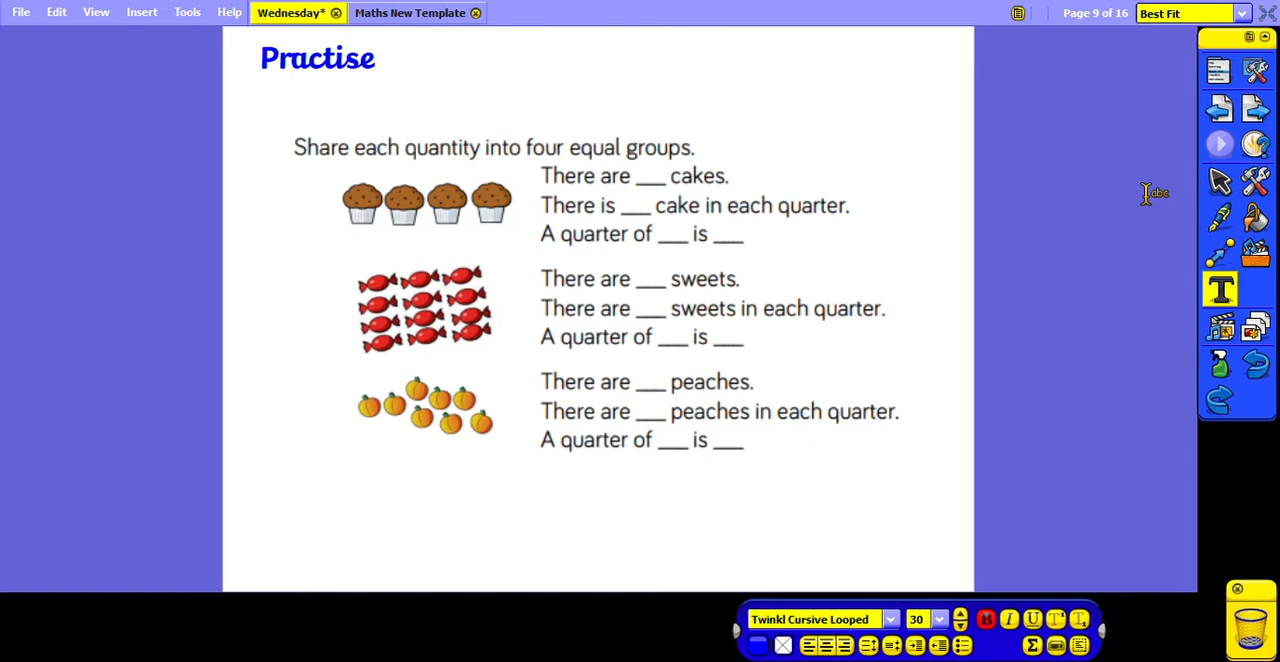 File Edit View Insert Tools Help Wednesday* Maths New Template Page 9 of 16 Best Fit
Practise
Share each quantity into four equal groups.
There are ___ cakes.
There is ___ cake in each quarter.
A quarter of ___ is ___
There are ___ sweets.
There are ___ sweets in each quarter.
A quarter of ___ is ___
There are ___ peaches.
There are ___ peaches in each quarter.
A quarter of ___ is ___
abc
T
Twinkl Cursive Looped 30 B I U T¹ T₁
Σ